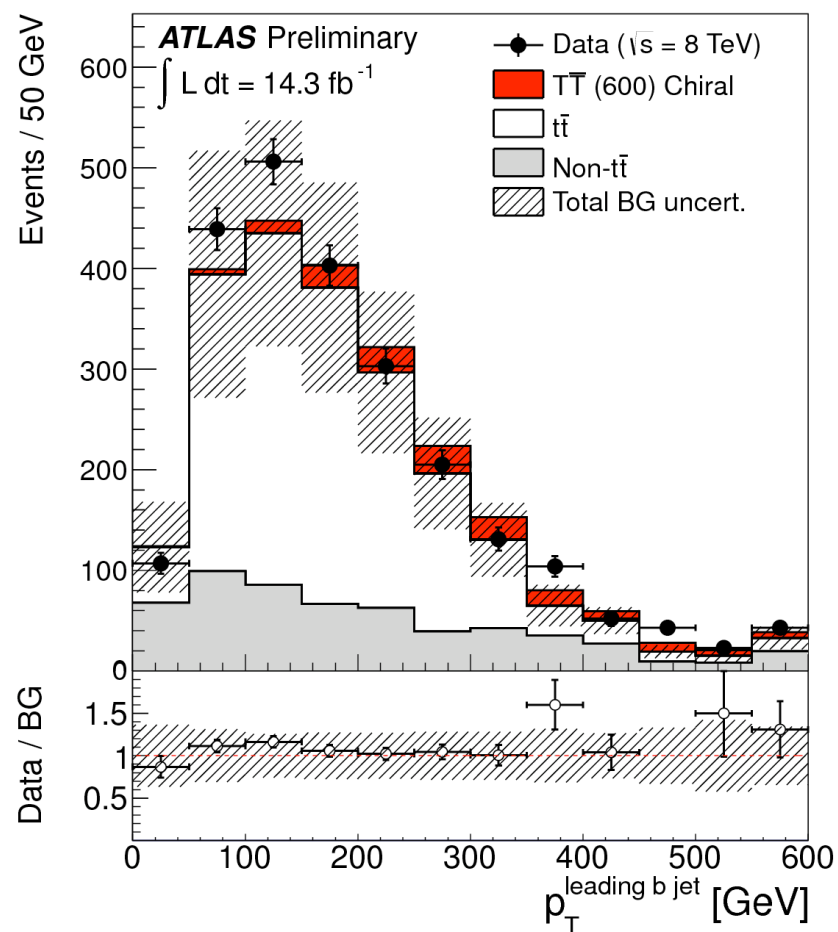 ATLAS Preliminary
∫ L dt = 14.3 fb⁻¹
Data (√s = 8 TeV)
TT̅ (600) Chiral
tt̅
Non-tt̅
Total BG uncert.
Events / 50 GeV
600
500
400
300
200
100
0
Data / BG
1.5
1
0.5
0 100 200 300 400 500 600
p_T^leading b jet [GeV]